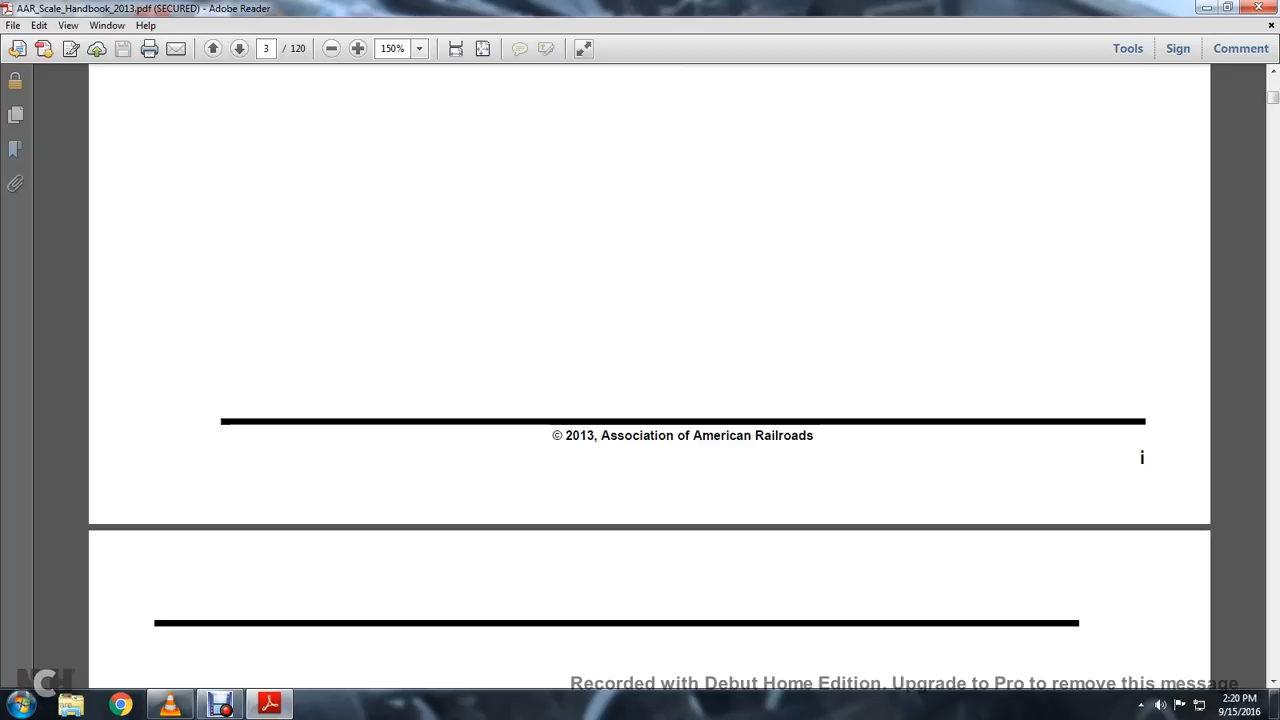 AAR_Scale_Handbook_2013.pdf (SECURED) - Adobe Reader
File Edit View Window Help
3 / 120 150% Tools Sign Comment
© 2013, Association of American Railroads
i
Recorded with Debut Home Edition. Upgrade to Pro to remove this message
NCH
2:20 PM
9/15/2016